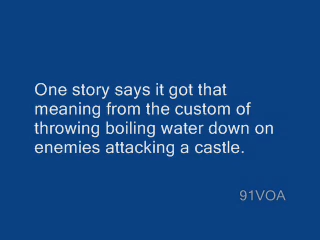 One story says it got that
meaning from the custom of
throwing boiling water down on
enemies attacking a castle.
91VOA